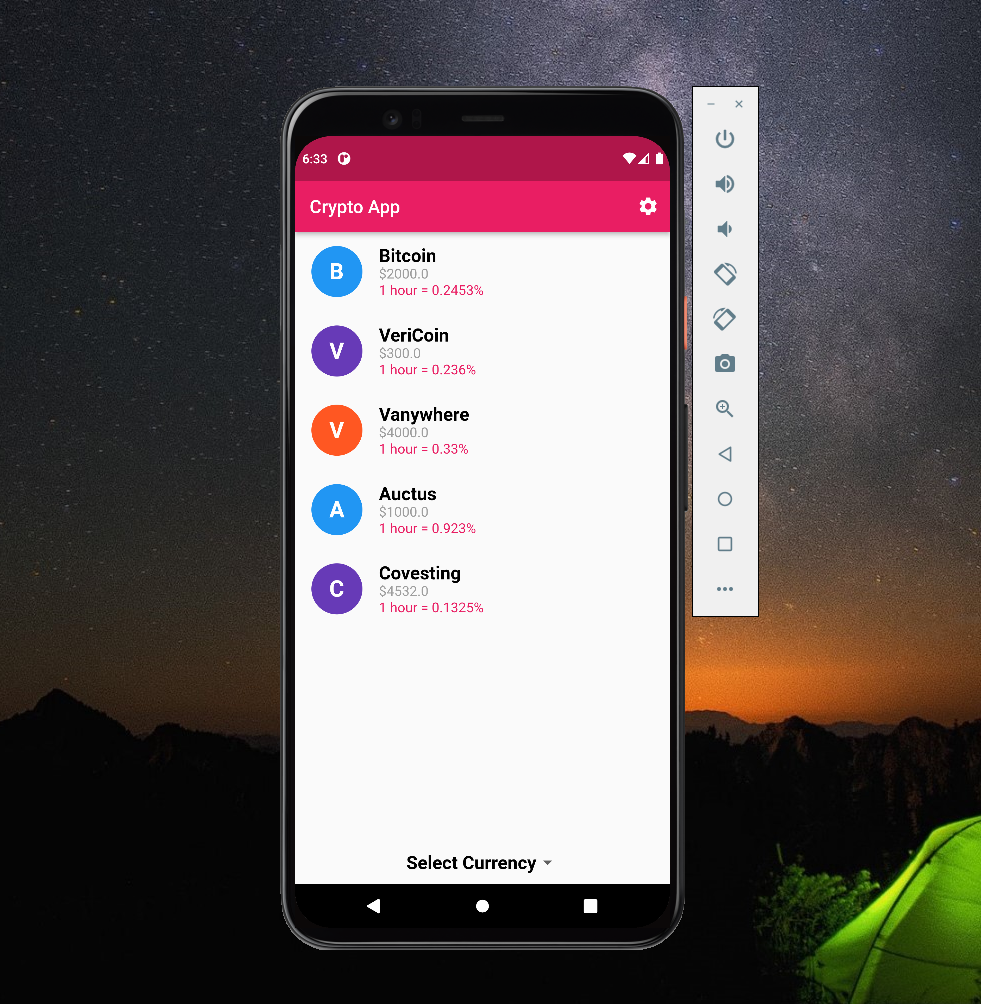 6:33
Crypto App
B
Bitcoin
$2000.0
1 hour = 0.2453%
V
VeriCoin
$300.0
1 hour = 0.236%
V
Vanywhere
$4000.0
1 hour = 0.33%
A
Auctus
$1000.0
1 hour = 0.923%
C
Covesting
$4532.0
1 hour = 0.1325%
Select Currency